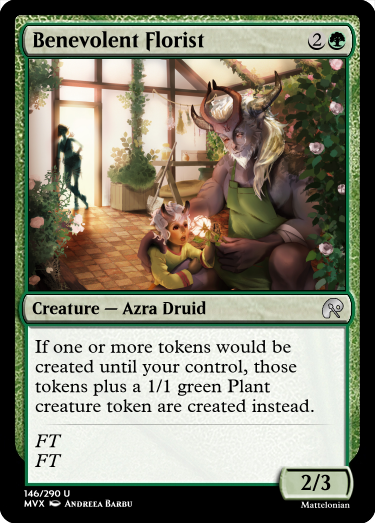 Benevolent Florist 2
Creature — Azra Druid
If one or more tokens would be
created until your control, those
tokens plus a 1/1 green Plant
creature token are created instead.
FT
FT
2/3
146/290 U
MVX Andreea Barbu
Mattelonian